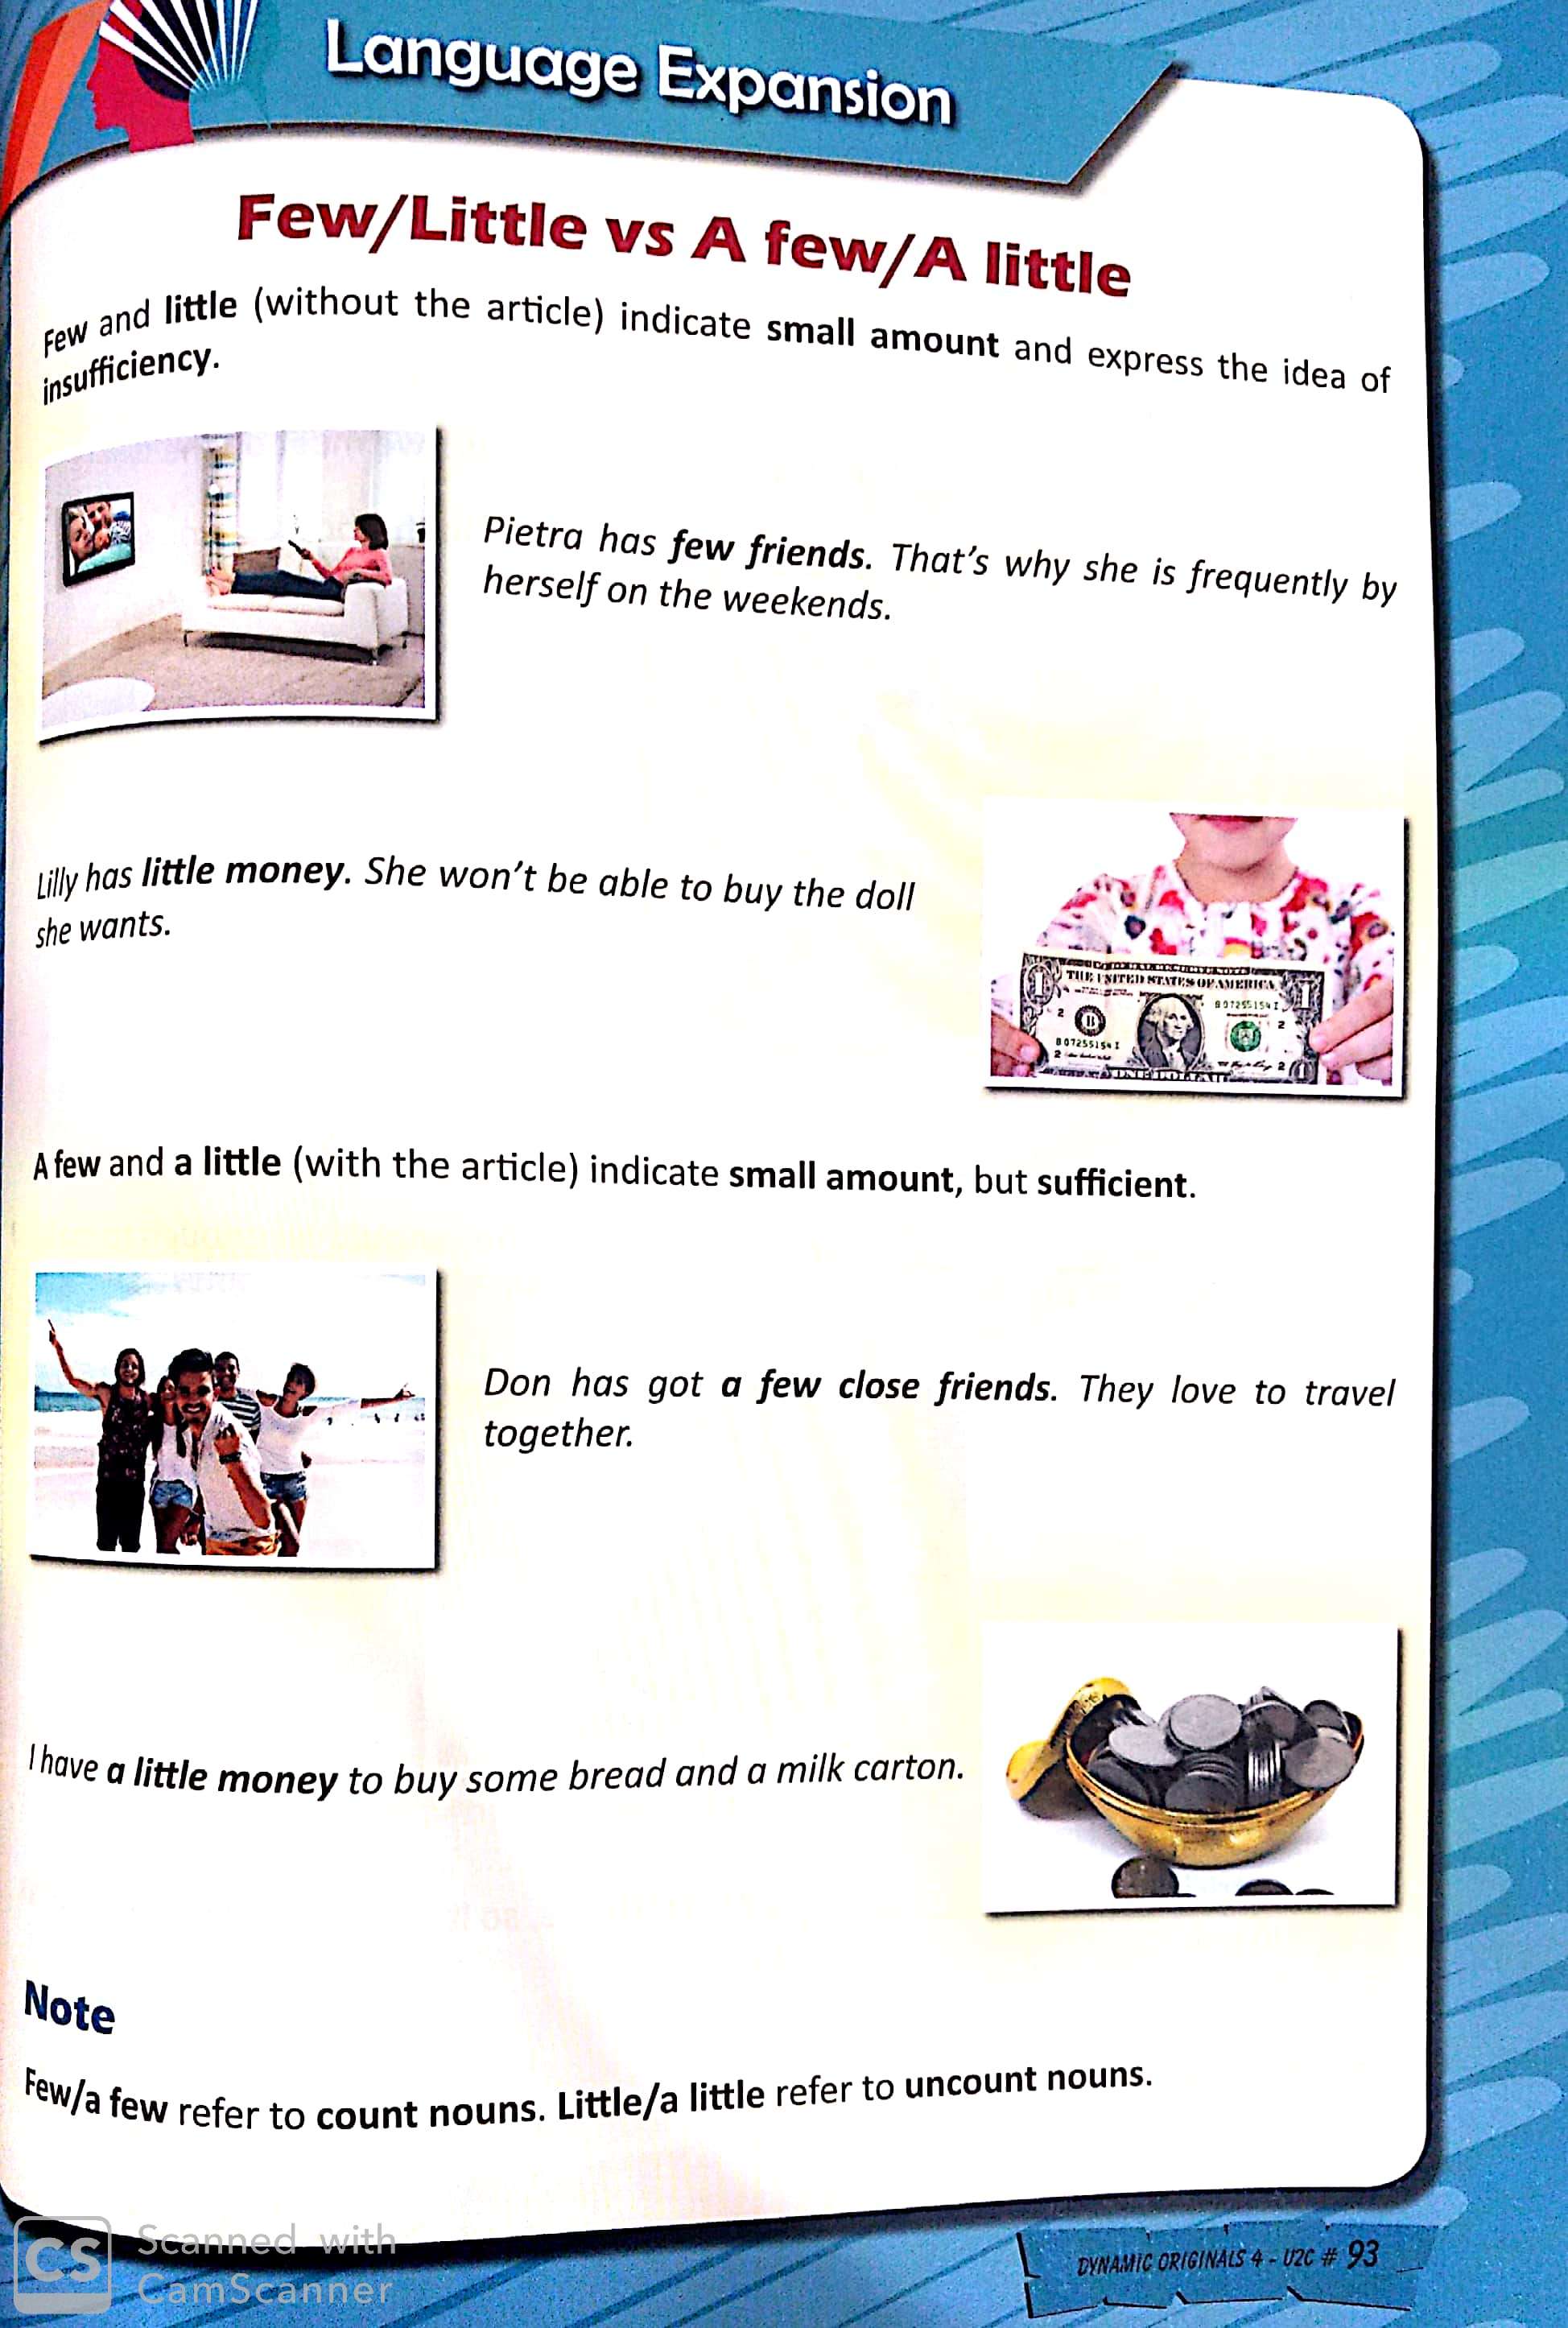 Language Expansion
Few/Little vs A few/A little
Few and little (without the article) indicate small amount and express the idea of
insufficiency.
Pietra has few friends. That's why she is frequently by
herself on the weekends.
Lilly has little money. She won't be able to buy the doll
she wants.
THE UNITED STATES OF AMERICA
B 07255154 I
B 07255154 I
ONE DOLLAR
A few and a little (with the article) indicate small amount, but sufficient.
Don has got a few close friends. They love to travel
together.
I have a little money to buy some bread and a milk carton.
Note
Few/a few refer to count nouns. Little/a little refer to uncount nouns.
DYNAMIC ORIGINALS 4 - U2C # 93
CS Scanned with
CamScanner